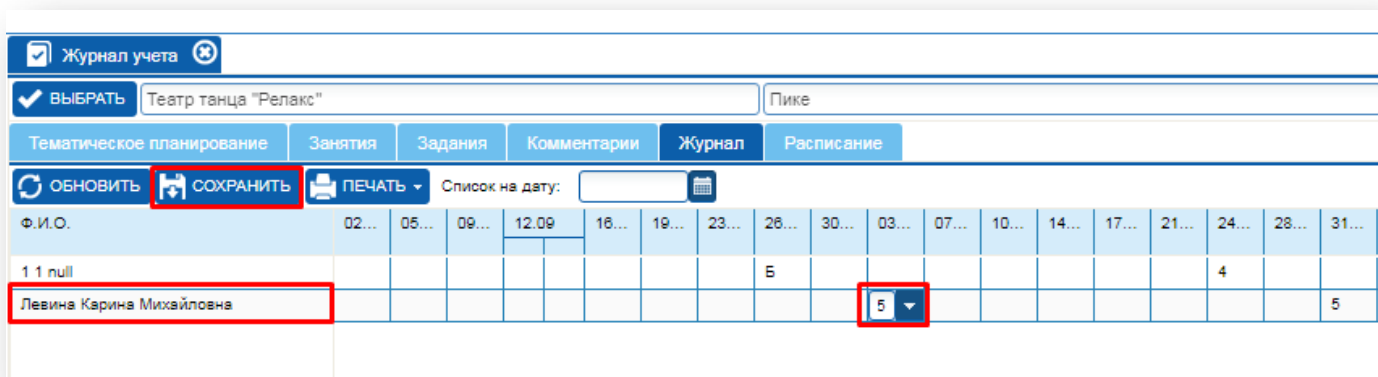 Журнал учета
ВЫБРАТЬ Театр танца "Релакс" Пике
Тематическое планирование Занятия Задания Комментарии Журнал Расписание
ОБНОВИТЬ СОХРАНИТЬ ПЕЧАТЬ Список на дату:
Ф.И.О. 02... 05... 09... 12.09 16... 19... 23... 26... 30... 03... 07... 10... 14... 17... 21... 24... 28... 31...
1 1 null Б 4
Левина Карина Михайловна 5 5